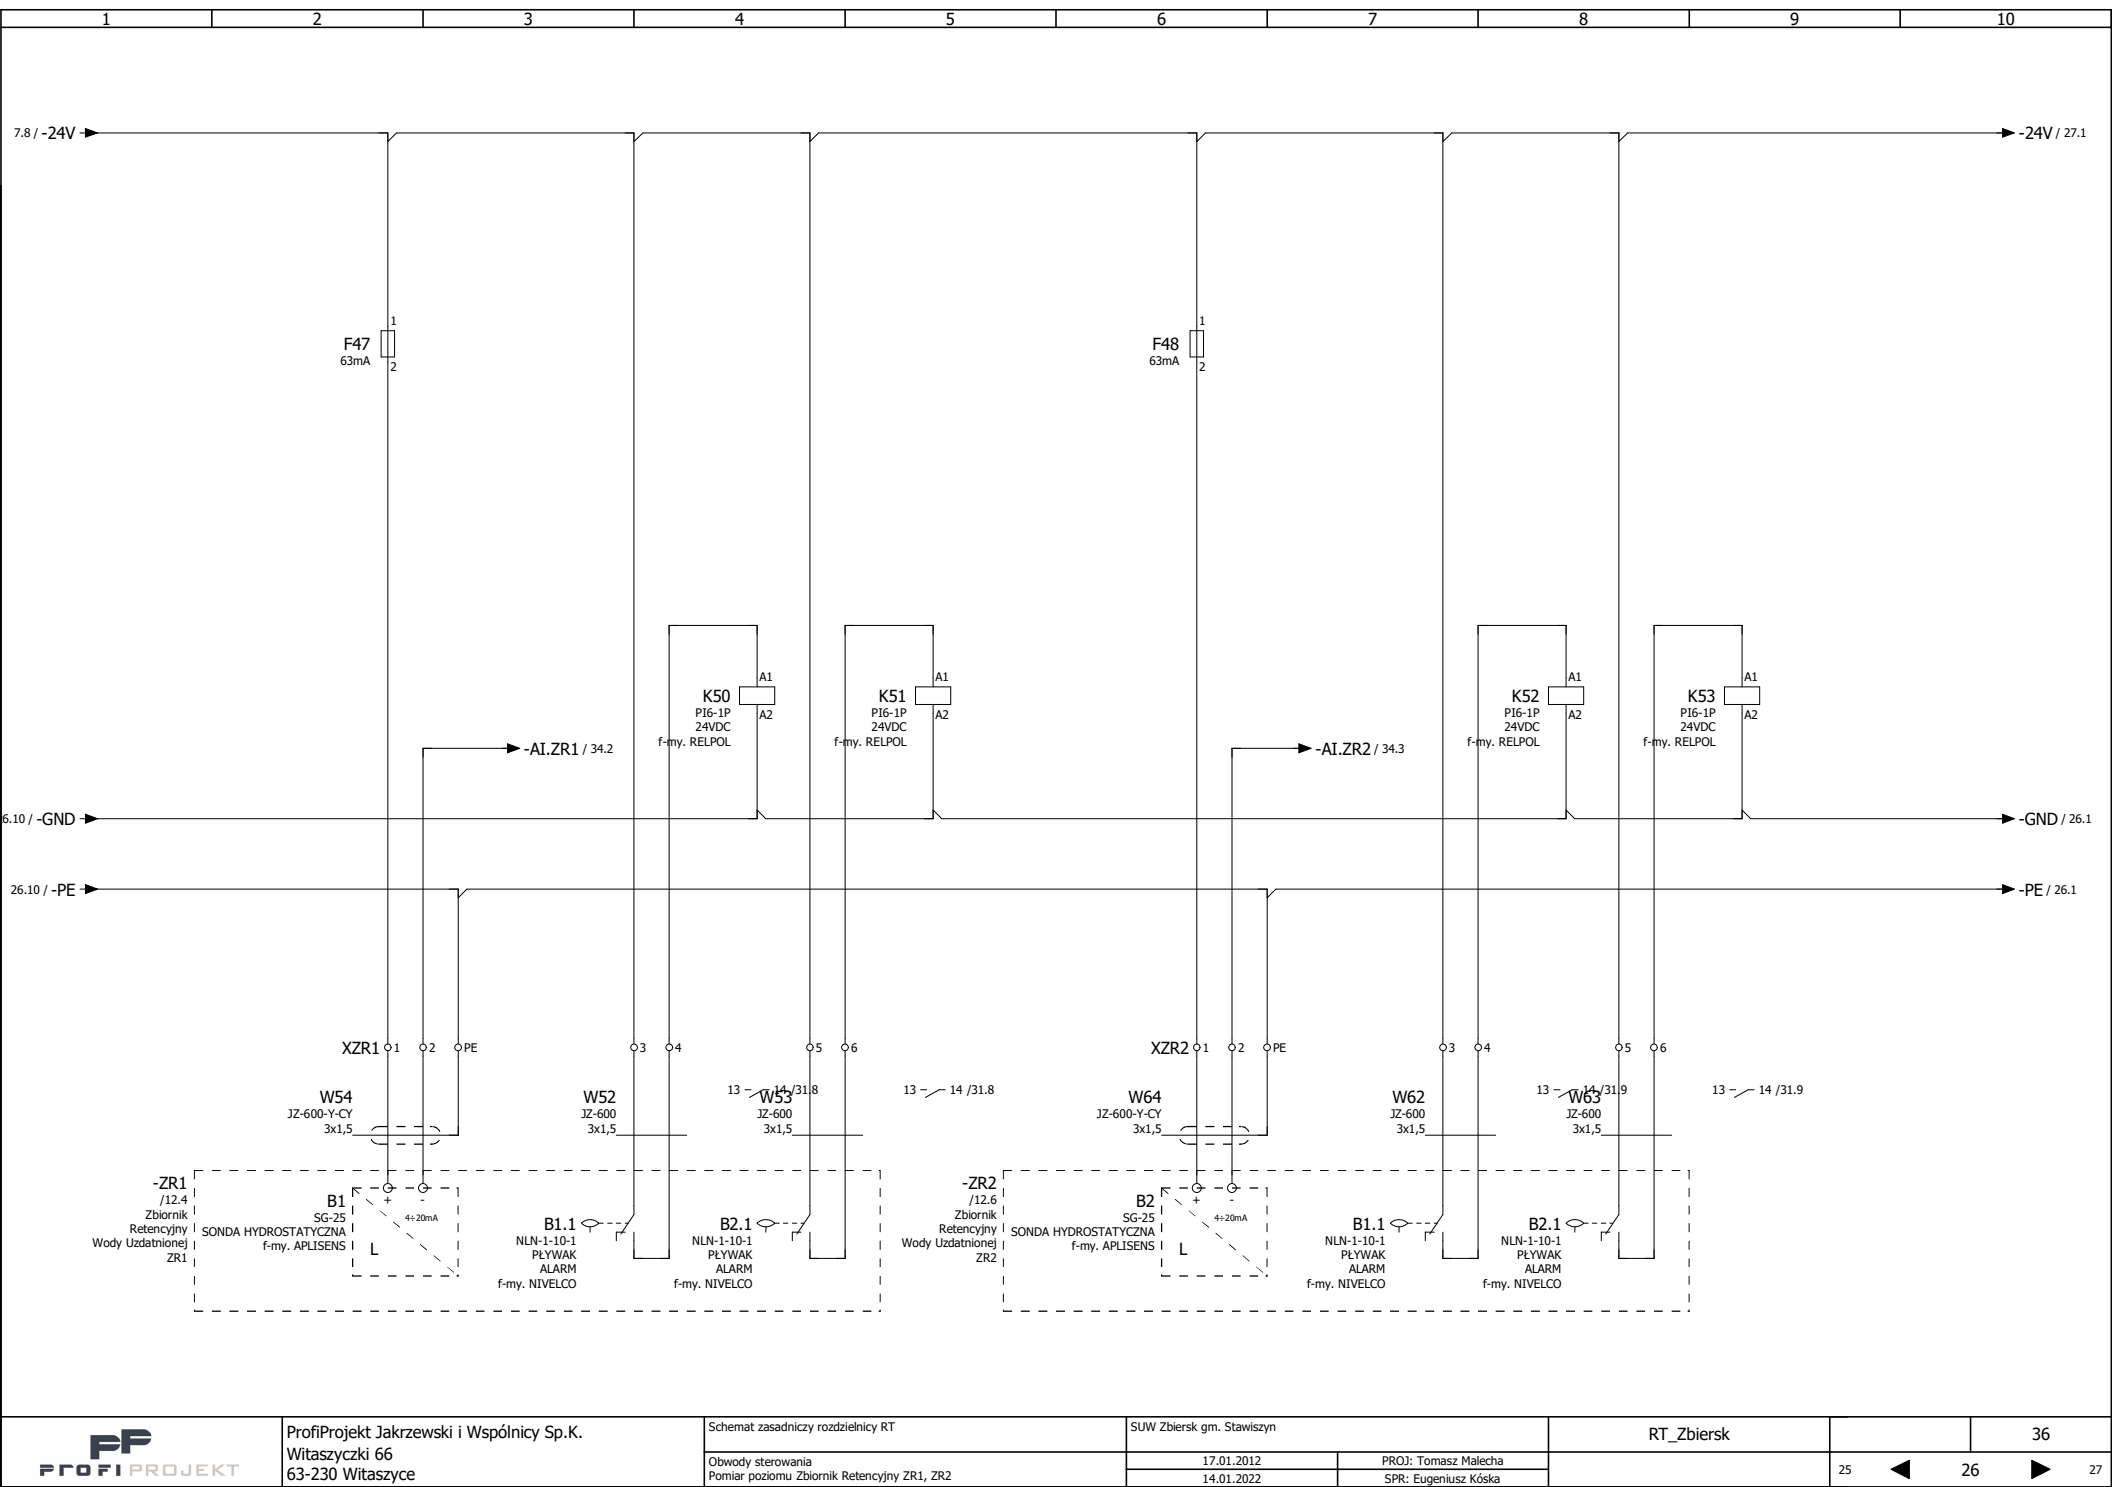 1 2 3 4 5 6 7 8 9 10
7.8 / -24V
-24V / 27.1
1
F47
63mA
2
1
F48
63mA
2
A1
K50
PI6-1P
A2
24VDC
f-my. RELPOL
A1
K51
PI6-1P
A2
24VDC
f-my. RELPOL
A1
K52
PI6-1P
A2
24VDC
f-my. RELPOL
A1
K53
PI6-1P
A2
24VDC
f-my. RELPOL
-AI.ZR1 / 34.2
-AI.ZR2 / 34.3
6.10 / -GND
-GND / 26.1
26.10 / -PE
-PE / 26.1
XZR1 1 2 PE 3 4 5 6
XZR2 1 2 PE 3 4 5 6
13 14 /31.8
13 14 /31.8
13 14 /31.9
13 14 /31.9
W54
JZ-600-Y-CY
3x1,5
W52
JZ-600
3x1,5
W53
JZ-600
3x1,5
W64
JZ-600-Y-CY
3x1,5
W62
JZ-600
3x1,5
W63
JZ-600
3x1,5
-ZR1
/12.4
Zbiornik
Retencyjny
Wody Uzdatnionej
ZR1
B1
SG-25
SONDA HYDROSTATYCZNA
f-my. APLISENS
+ -
4÷20mA
L
B1.1
NLN-1-10-1
PŁYWAK
ALARM
f-my. NIVELCO
B2.1
NLN-1-10-1
PŁYWAK
ALARM
f-my. NIVELCO
-ZR2
/12.6
Zbiornik
Retencyjny
Wody Uzdatnionej
ZR2
B2
SG-25
SONDA HYDROSTATYCZNA
f-my. APLISENS
+ -
4÷20mA
L
B1.1
NLN-1-10-1
PŁYWAK
ALARM
f-my. NIVELCO
B2.1
NLN-1-10-1
PŁYWAK
ALARM
f-my. NIVELCO
PP
PROFIPROJEKT
ProfiProjekt Jakrzewski i Wspólnicy Sp.K.
Witaszyczki 66
63-230 Witaszyce
Schemat zasadniczy rozdzielnicy RT
Obwody sterowania
Pomiar poziomu Zbiornik Retencyjny ZR1, ZR2
SUW Zbiersk gm. Stawiszyn
17.01.2012 PROJ: Tomasz Malecha
14.01.2022 SPR: Eugeniusz Kóska
RT_Zbiersk
36
25 26 27